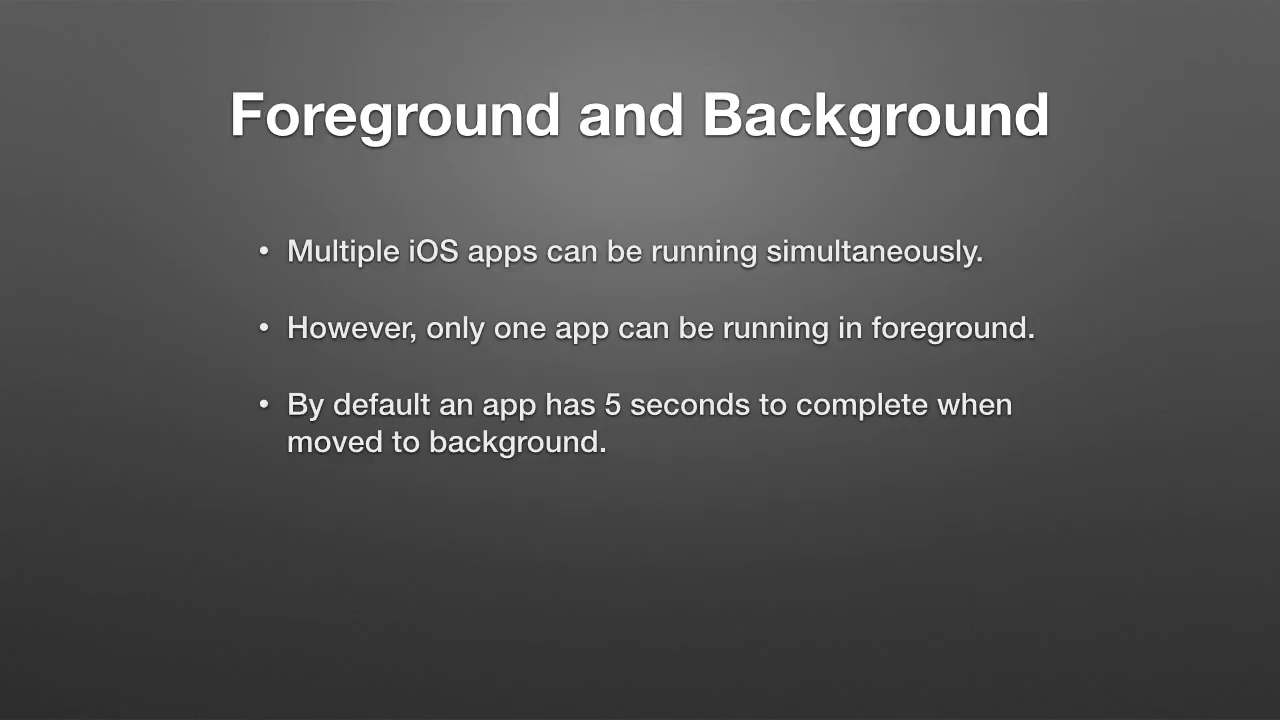 Foreground and Background
• Multiple iOS apps can be running simultaneously.
• However, only one app can be running in foreground.
• By default an app has 5 seconds to complete when
moved to background.